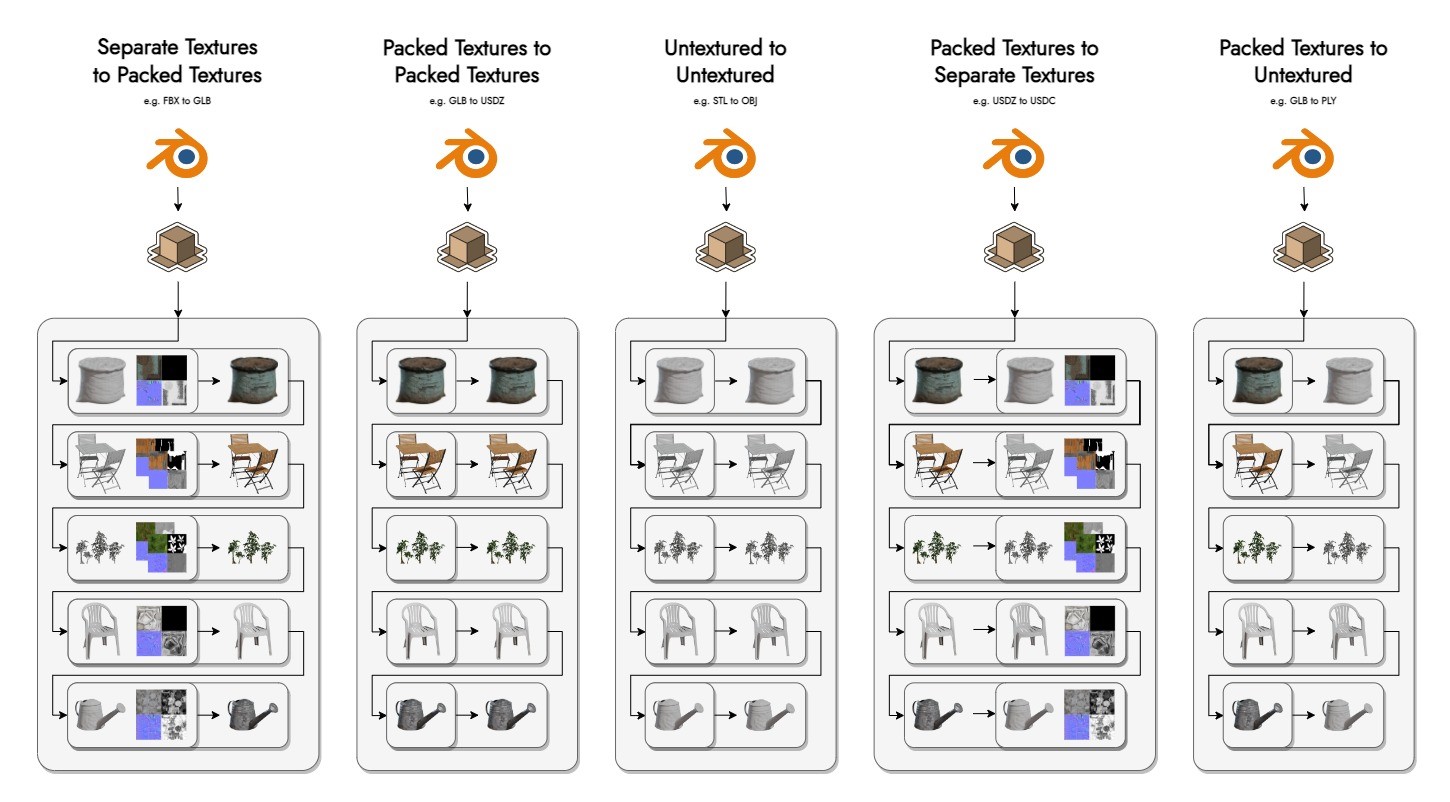 Separate Textures
to Packed Textures
e.g. FBX to GLB
Packed Textures to
Packed Textures
e.g. GLB to USDZ
Untextured to
Untextured
e.g. STL to OBJ
Packed Textures to
Separate Textures
e.g. USDZ to USDC
Packed Textures to
Untextured
e.g. GLB to PLY